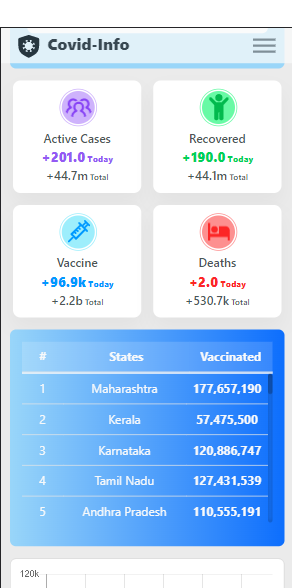 Covid-Info
Active Cases
+201.0 Today
+44.7m Total
Recovered
+190.0 Today
+44.1m Total
Vaccine
+96.9k Today
+2.2b Total
Deaths
+2.0 Today
+530.7k Total
# States Vaccinated
1 Maharashtra 177,657,190
2 Kerala 57,475,500
3 Karnataka 120,886,747
4 Tamil Nadu 127,431,539
5 Andhra Pradesh 110,555,191
120k